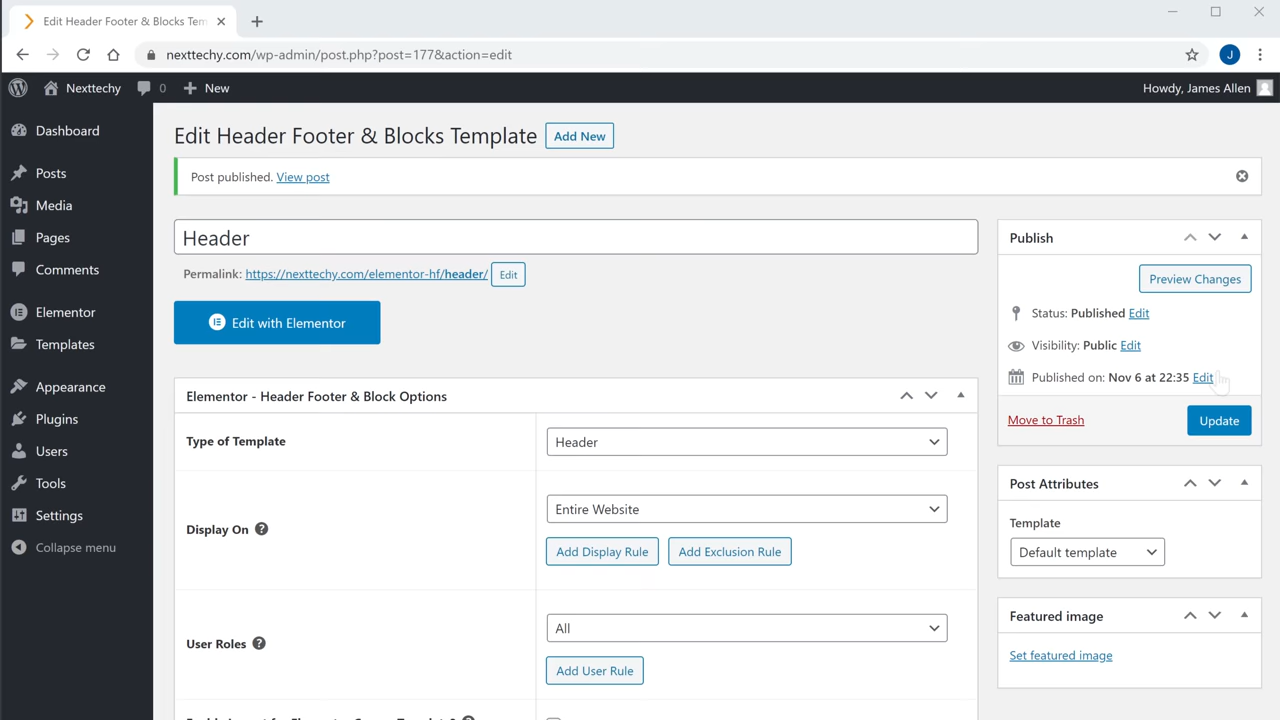 Edit Header Footer & Blocks Tem
nexttechy.com/wp-admin/post.php?post=177&action=edit
J
Nexttechy
0
New
Howdy, James Allen
Dashboard
Posts
Media
Pages
Comments
Elementor
Templates
Appearance
Plugins
Users
Tools
Settings
Collapse menu
Edit Header Footer & Blocks Template
Add New
Post published. View post
Header
Permalink: https://nexttechy.com/elementor-hf/header/ Edit
Edit with Elementor
Elementor - Header Footer & Block Options
Type of Template
Header
Display On ?
Entire Website
Add Display Rule
Add Exclusion Rule
User Roles ?
All
Add User Rule
Publish
Preview Changes
Status: Published Edit
Visibility: Public Edit
Published on: Nov 6 at 22:35 Edit
Move to Trash
Update
Post Attributes
Template
Default template
Featured image
Set featured image